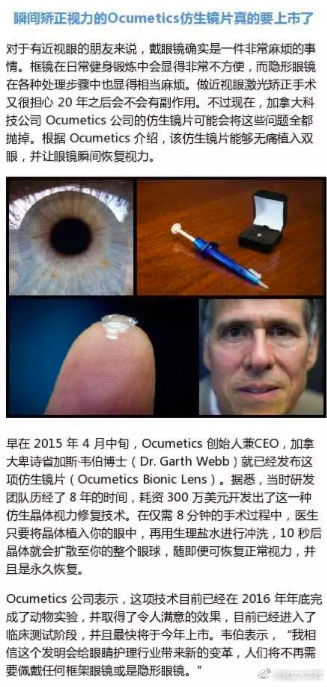 瞬间矫正视力的Ocumetics仿生镜片真的要上市了
对于有近视眼的朋友来说，戴眼镜确实是一件非常麻烦的事
情。框镜在日常健身锻炼中会显得非常不方便，而隐形眼镜
在各种处理步骤中也显得相当麻烦。做近视眼激光矫正手术
又很担心 20 年之后会不会有副作用。不过现在，加拿大科
技公司 Ocumetics 公司的仿生镜片可能会将这些问题全都
抛掉。根据 Ocumetics 介绍，该仿生镜片能够无痛植入双
眼，并让眼镜瞬间恢复视力。
早在 2015 年 4 月中旬，Ocumetics 创始人兼CEO，加拿
大卑诗省加斯·韦伯博士（Dr. Garth Webb）就已经发布这
项仿生镜片（Ocumetics Bionic Lens）。据悉，当时研发
团队历经了 8 年的时间，耗资 300 万美元开发出了这一种
仿生晶体视力修复技术。在仅需 8 分钟的手术过程中，医生
只要将晶体植入你的眼中，再用生理盐水进行冲洗，10 秒后
晶体就会扩散至你的整个眼球，随即便可恢复正常视力，并
且是永久恢复。
Ocumetics 公司表示，这项技术目前已经在 2016 年年底完
成了动物实验，并取得了令人满意的效果，目前已经进入了
临床测试阶段，并且最快将于今年上市。韦伯表示，“我相
信这个发明会给眼睛护理行业带来新的变革，人们将不再需
要佩戴任何框架眼镜或是隐形眼镜。”